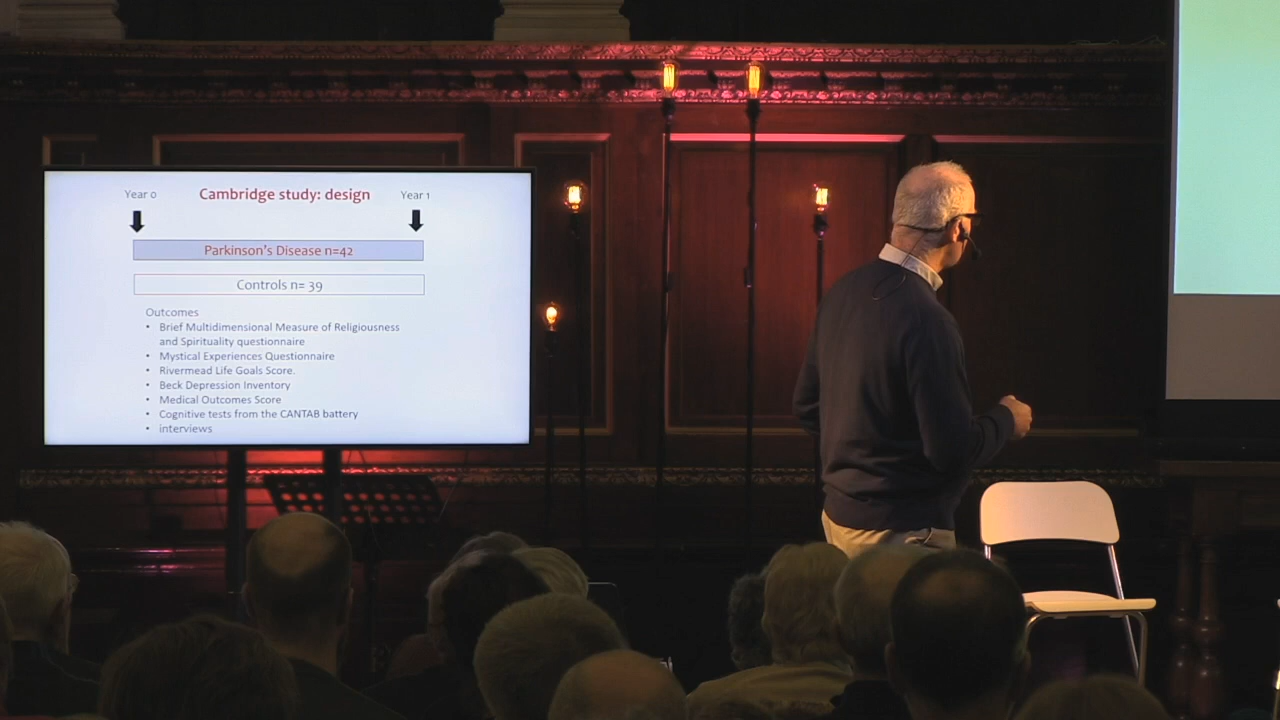 Year 0 Cambridge study: design Year 1
Parkinson's Disease n=42
Controls n= 39
Outcomes
• Brief Multidimensional Measure of Religiousness
and Spirituality questionnaire
• Mystical Experiences Questionnaire
• Rivermead Life Goals Score.
• Beck Depression Inventory
• Medical Outcomes Score
• Cognitive tests from the CANTAB battery
• interviews